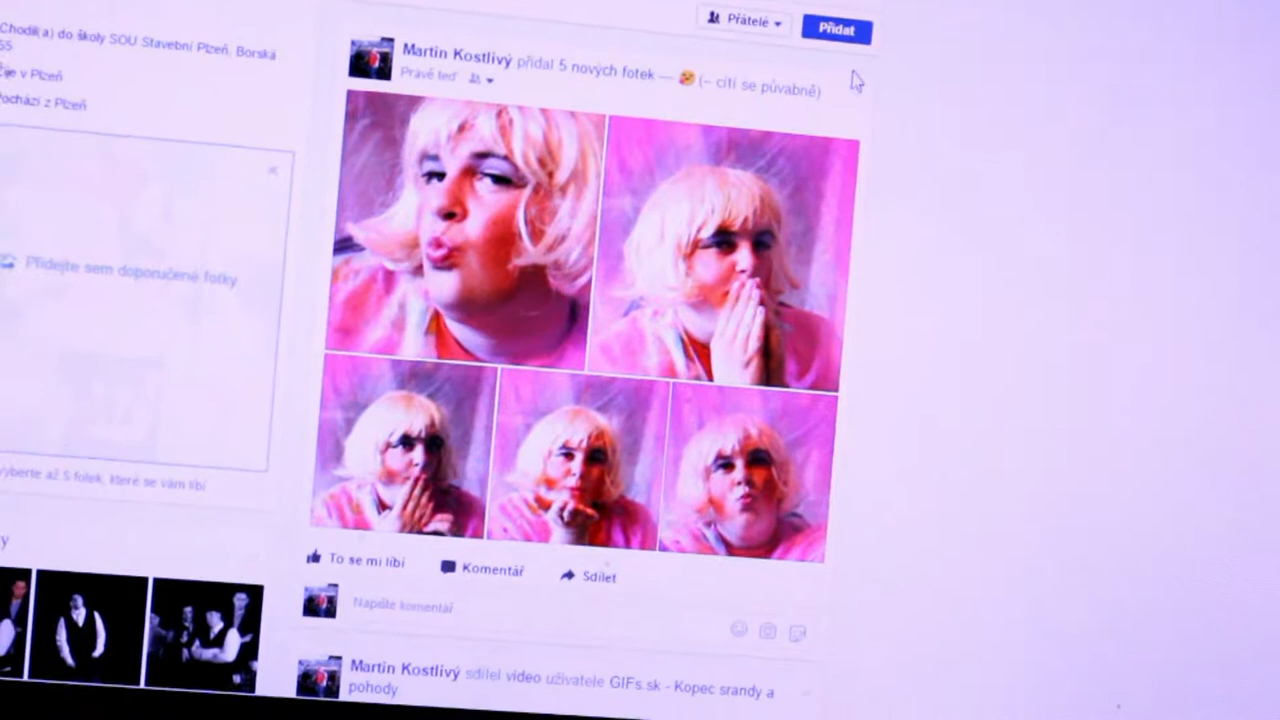 Přátelé
Přidat
Chodil(a) do školy SOU Stavební Plzeň, Borská
55
Žije v Plzeň
Pochází z Plzeň
Martin Kostlivý přidal 5 nových fotek — (– cítí se půvabně)
Právě teď
Přidejte sem doporučené fotky
Vyberte až 5 fotek, které se vám líbí
y
To se mi líbí
Komentář
Sdílet
Napište komentář
Martin Kostlivý sdílel video uživatele GIFs.sk - Kopec srandy a
pohody